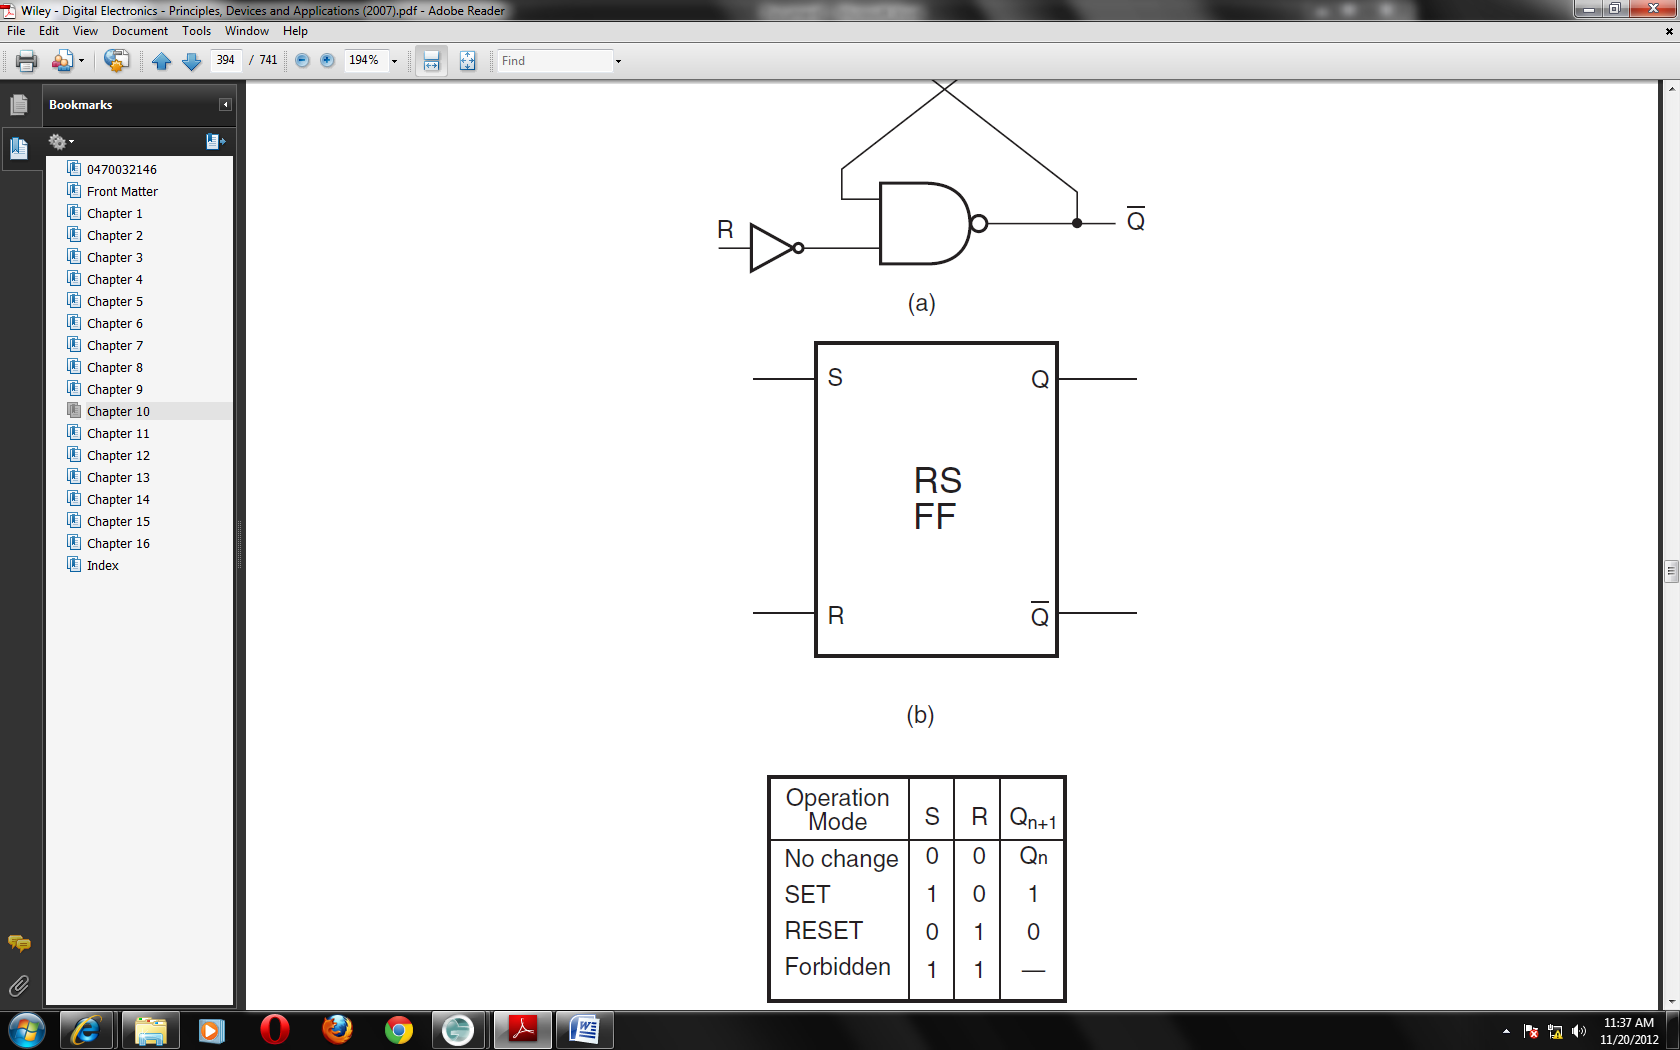 Wiley - Digital Electronics - Principles, Devices and Applications (2007).pdf - Adobe Reader
File Edit View Document Tools Window Help
394 / 741 194% Find
Bookmarks
0470032146
Front Matter
Chapter 1
Chapter 2
Chapter 3
Chapter 4
Chapter 5
Chapter 6
Chapter 7
Chapter 8
Chapter 9
Chapter 10
Chapter 11
Chapter 12
Chapter 13
Chapter 14
Chapter 15
Chapter 16
Index
R Q̅
(a)
S Q
RS
FF
R Q̅
(b)
Operation Mode S R Qn+1
No change 0 0 Qn
SET 1 0 1
RESET 0 1 0
Forbidden 1 1 —
11:37 AM
11/20/2012